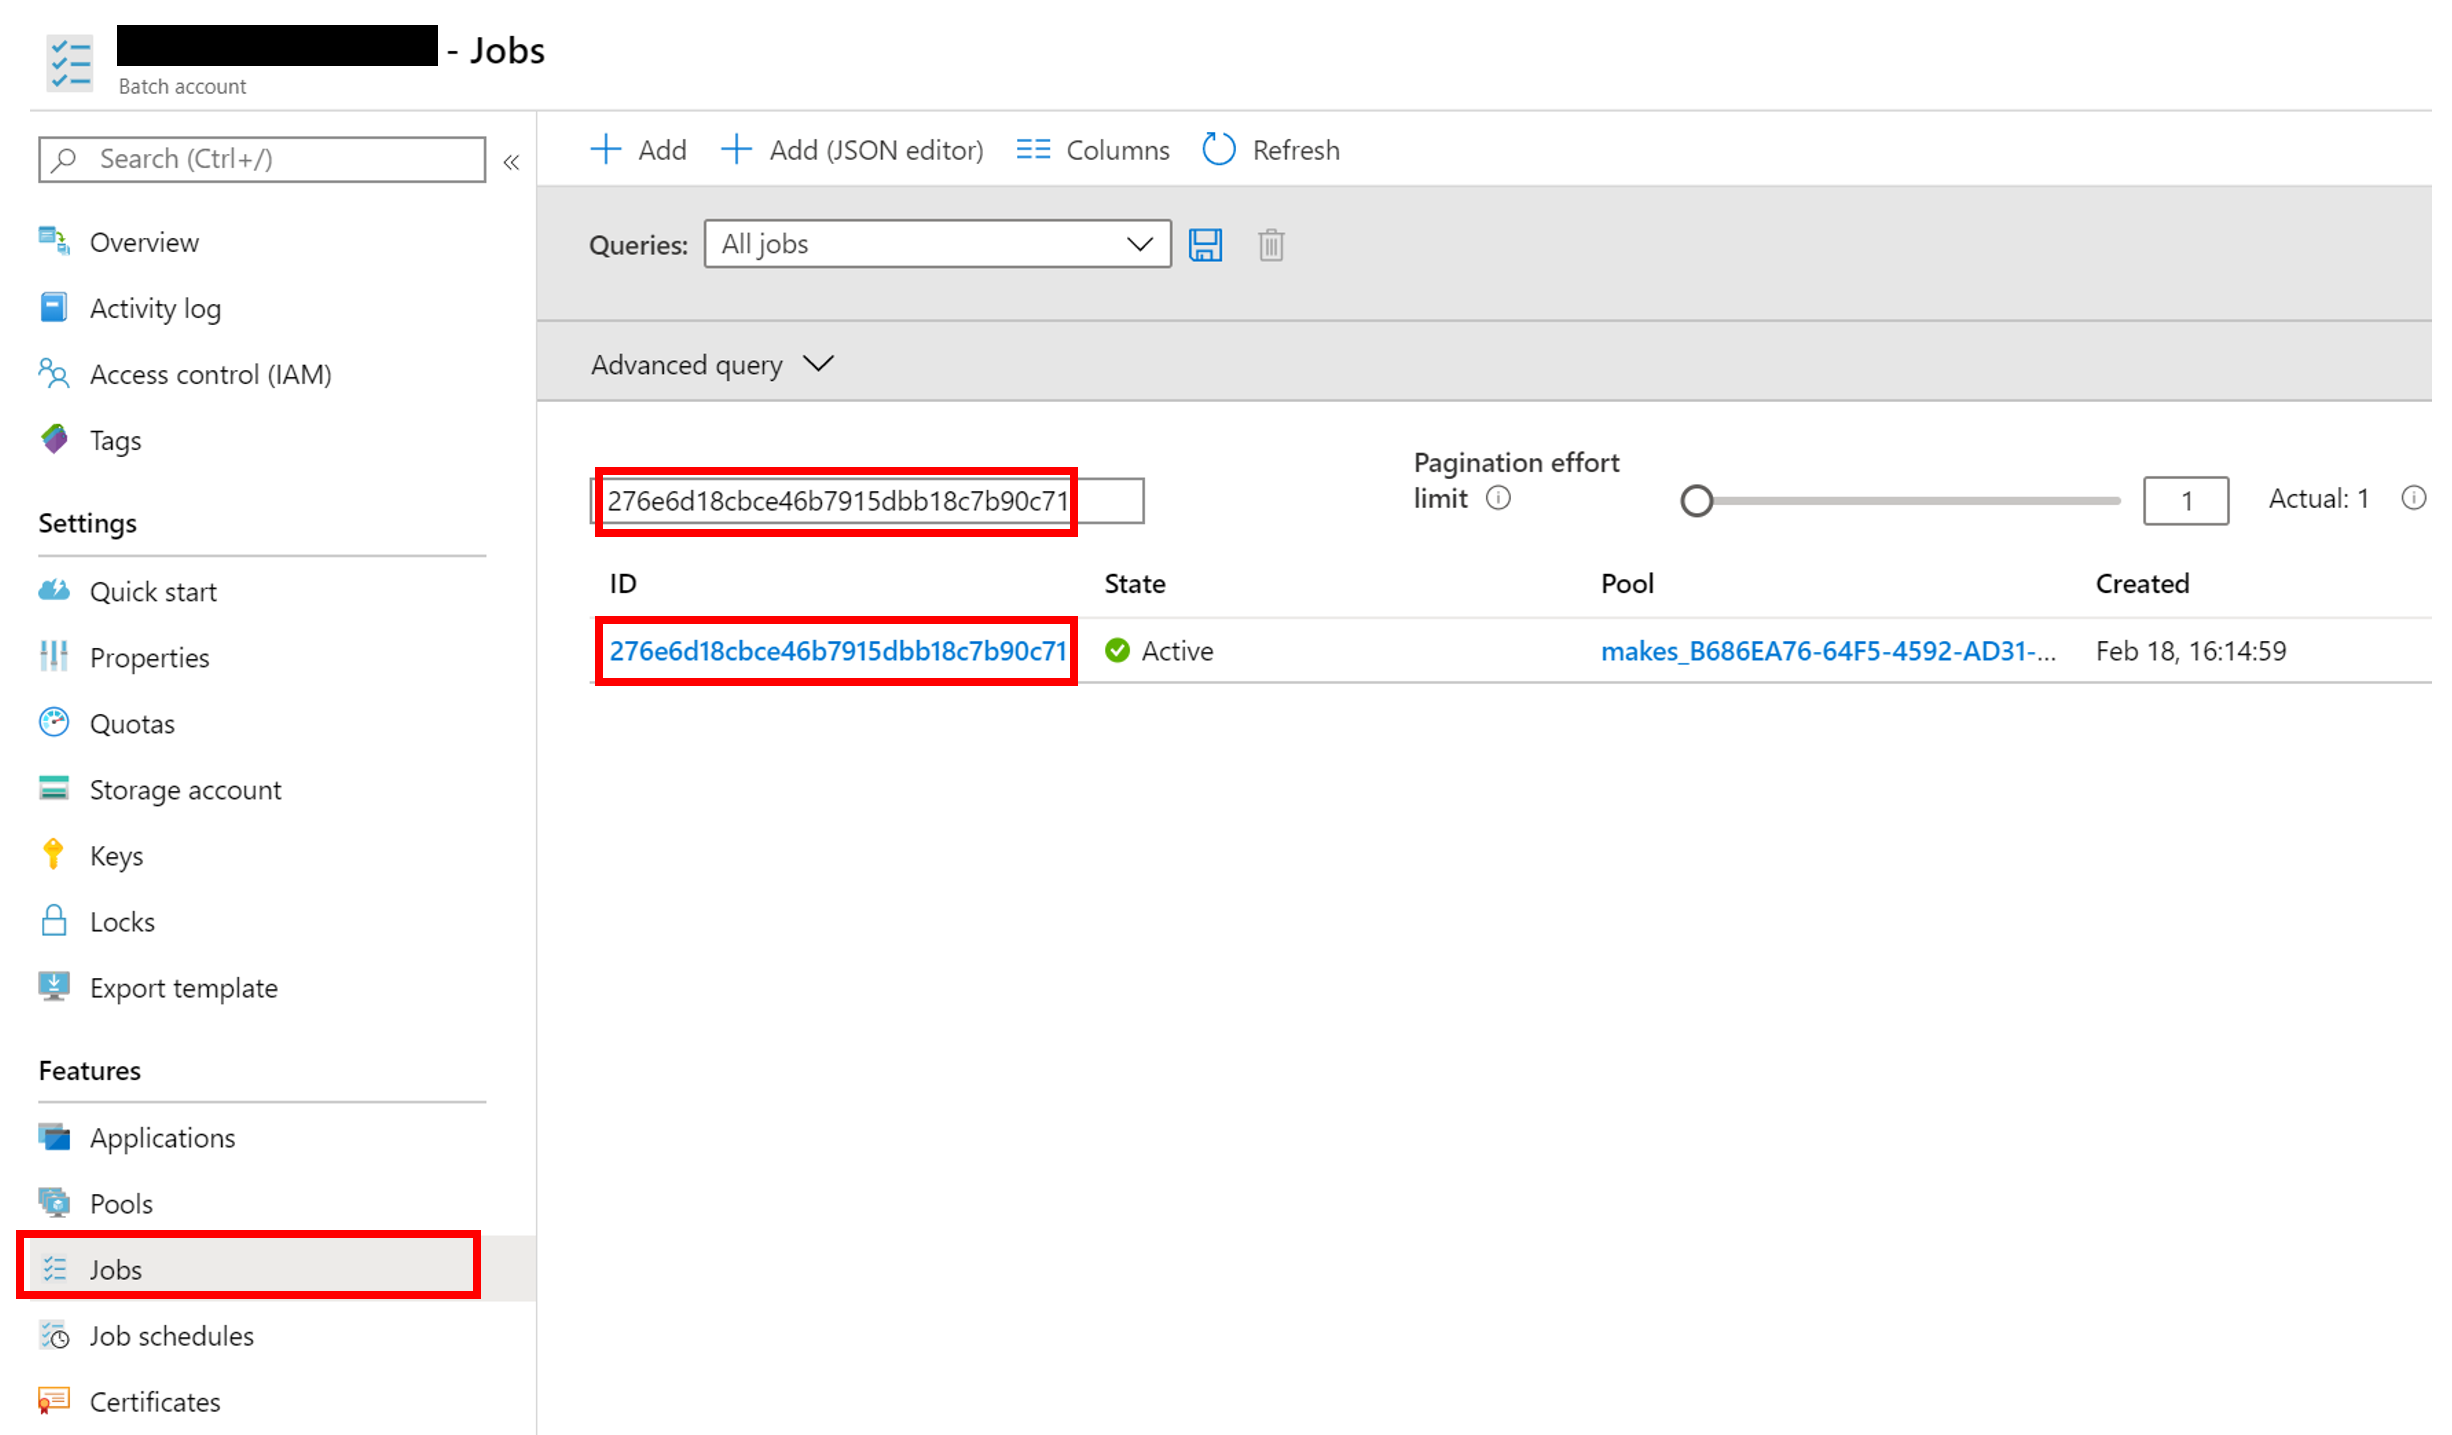 - Jobs
Batch account
Search (Ctrl+/)
«
Overview
Activity log
Access control (IAM)
Tags
Settings
Quick start
Properties
Quotas
Storage account
Keys
Locks
Export template
Features
Applications
Pools
Jobs
Job schedules
Certificates
Add
Add (JSON editor)
Columns
Refresh
Queries: All jobs
Advanced query
276e6d18cbce46b7915dbb18c7b90c71
Pagination effort
limit
1
Actual: 1
ID State Pool Created
276e6d18cbce46b7915dbb18c7b90c71 Active makes_B686EA76-64F5-4592-AD31-... Feb 18, 16:14:59